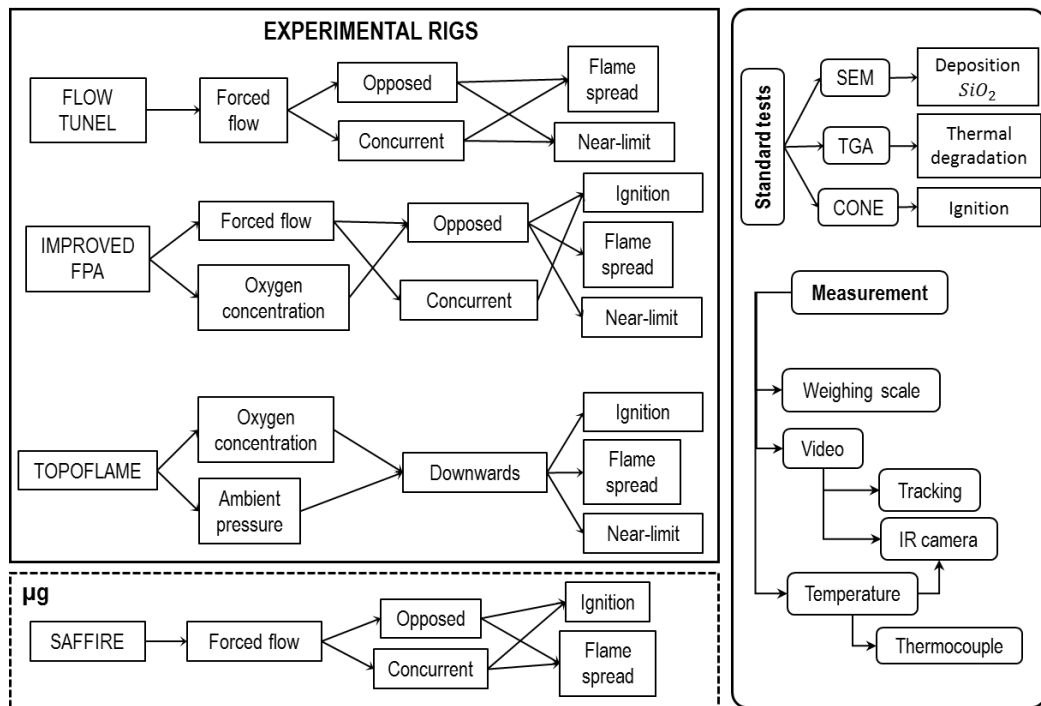 EXPERIMENTAL RIGS
FLOW
TUNEL
Forced
flow
Opposed
Concurrent
Flame
spread
Near-limit
IMPROVED
FPA
Forced flow
Oxygen
concentration
Opposed
Concurrent
Ignition
Flame
spread
Near-limit
TOPOFLAME
Oxygen
concentration
Ambient
pressure
Downwards
Ignition
Flame
spread
Near-limit
µg
SAFFIRE
Forced flow
Opposed
Concurrent
Ignition
Flame
spread
Standard tests
SEM
Deposition
SiO₂
TGA
Thermal
degradation
CONE
Ignition
Measurement
Weighing scale
Video
Tracking
IR camera
Temperature
Thermocouple